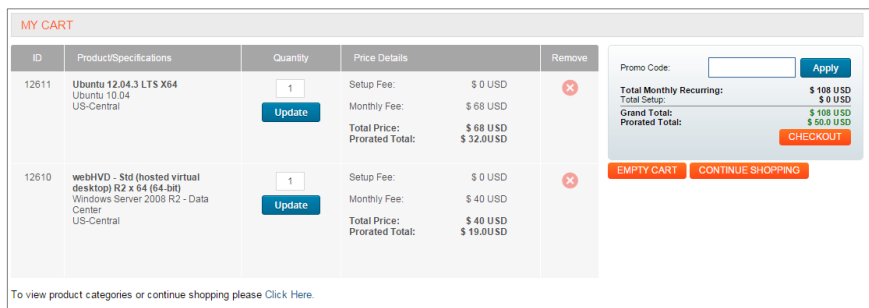 MY CART
ID Product/Specifications Quantity Price Details Remove
12611 Ubuntu 12.04.3 LTS X64 1 Setup Fee: $ 0 USD
Ubuntu 10.04
US-Central
Update
Monthly Fee: $ 68 USD
Total Price: $ 68 USD
Prorated Total: $ 32.0USD
12610 webHVD - Std (hosted virtual
desktop) R2 x 64 (64-bit)
Windows Server 2008 R2 - Data
Center
US-Central
1
Update
Setup Fee: $ 0 USD
Monthly Fee: $ 40 USD
Total Price: $ 40 USD
Prorated Total: $ 19.0USD
Promo Code: Apply
Total Monthly Recurring: $ 108 USD
Total Setup: $ 0 USD
Grand Total: $ 108 USD
Prorated Total: $ 50.0 USD
CHECKOUT
EMPTY CART CONTINUE SHOPPING
To view product categories or continue shopping please Click Here.